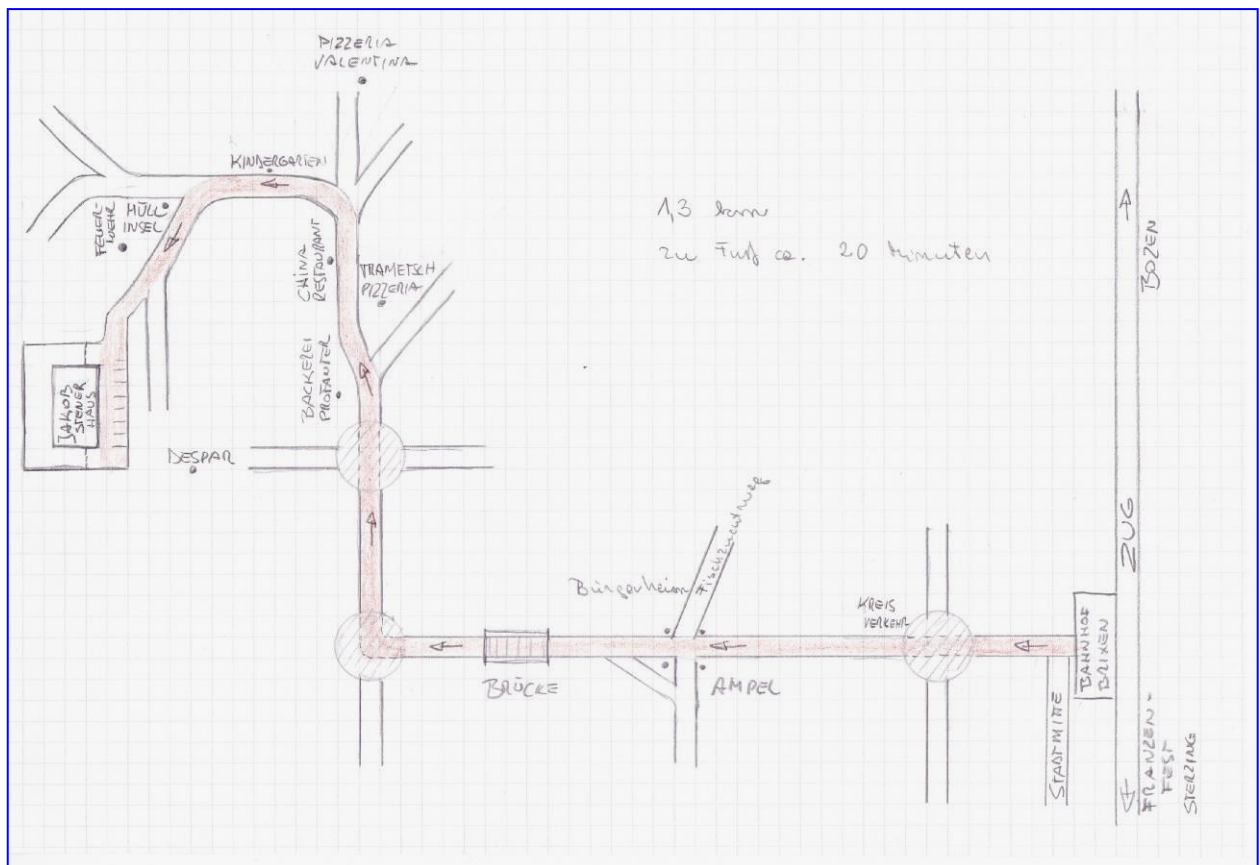 PIZZERIA
VALENTINA
KINDERGARTEN
MÜLL
INSEL
FEUER-
WEHR
CHINA
RESTAURANT
TRAMETSCH
PIZZERIA
1,3 km
zu Fuß ca. 20 Minuten
BOZEN
BÄCKEREI
PROFANTER
JAKOB
STEINER
HAUS
DESPAR
ZUG
Bürgerheim
Fischzuchtweg
KREIS
VERKEHR
BAHNHOF
BRIXEN
BRÜCKE
AMPEL
STADTMITTE
FRANZEN-
FEST
STERZING